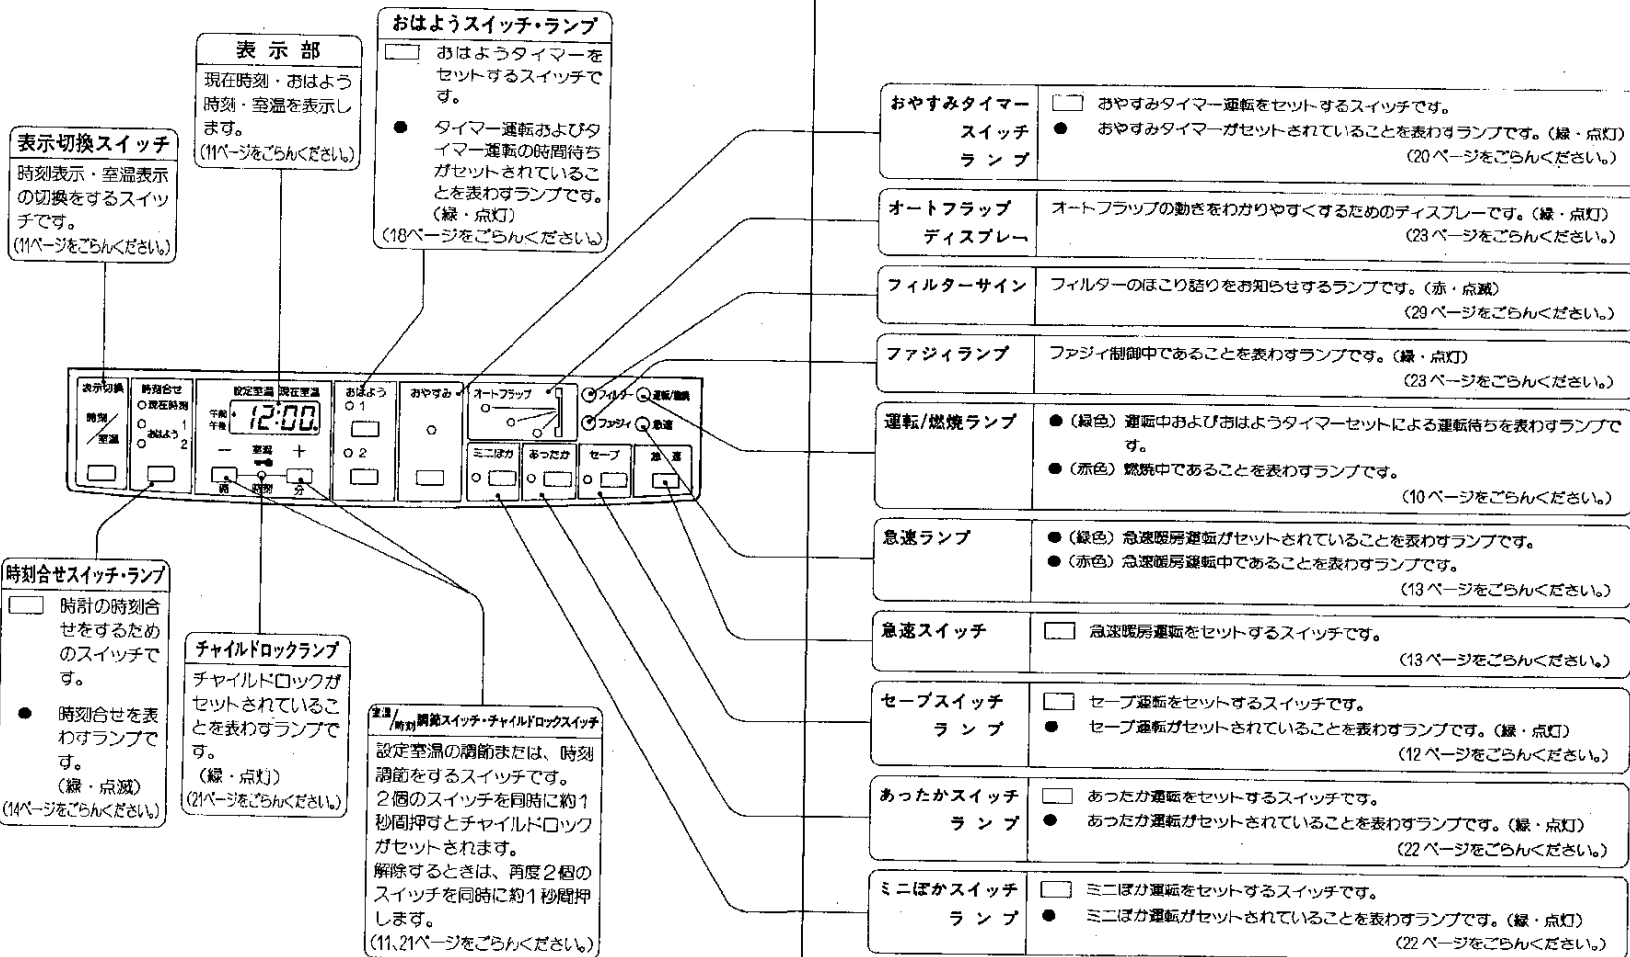 おはようスイッチ・ランプ
おはようタイマーを
セットするスイッチで
す。
● タイマー運転およびタ
イマー運転の時間待ち
がセットされているこ
とを表わすランプです。
(緑・点灯)
(18ページをごらんください。)
表示部
現在時刻・おはよう
時刻・室温を表示し
ます。
(11ページをごらんください。)
表示切換スイッチ
時刻表示・室温表示
の切換をするスイッ
チです。
(11ページをごらんください。)
表示切換
時刻/
/室温
時刻合せ
現在時刻
おはよう
1
2
設定室温 現在室温
午前
午後
12:00
− 室温 +
時 時刻 分
おはよう
1
2
おやすみ
オートフラップ
フィルター
運転/燃焼
ファジィ
急速
ミニぽか
あったか
セーブ
急速
時刻合せスイッチ・ランプ
時計の時刻合
せをするため
のスイッチで
す。
● 時刻合せを表
わすランプで
す。
(緑・点滅)
(14ページをごらんください。)
チャイルドロックランプ
チャイルドロックが
セットされているこ
とを表わすランプで
す。
(緑・点灯)
(21ページをごらんください。)
室温/時刻調節スイッチ・チャイルドロックスイッチ
設定室温の調節または、時刻
調節をするスイッチです。
2個のスイッチを同時に約1
秒間押すとチャイルドロック
がセットされます。
解除するときは、再度2個の
スイッチを同時に約1秒間押
します。
(11、21ページをごらんください。)
おやすみタイマー
スイッチ
ランプ
おやすみタイマー運転をセットするスイッチです。
● おやすみタイマーがセットされていることを表わすランプです。(緑・点灯)
(20ページをごらんください。)
オートフラップ
ディスプレー
オートフラップの動きをわかりやすくするためのディスプレーです。(緑・点灯)
(23ページをごらんください。)
フィルターサイン
フィルターのほこり詰りをお知らせするランプです。(赤・点滅)
(29ページをごらんください。)
ファジィランプ
ファジィ制御中であることを表わすランプです。(緑・点灯)
(23ページをごらんください。)
運転/燃焼ランプ
● (緑色) 運転中およびおはようタイマーセットによる運転待ちを表わすランプで
す。
● (赤色) 燃焼中であることを表わすランプです。
(10ページをごらんください。)
急速ランプ
● (緑色) 急速暖房運転がセットされていることを表わすランプです。
● (赤色) 急速暖房運転中であることを表わすランプです。
(13ページをごらんください。)
急速スイッチ
急速暖房運転をセットするスイッチです。
(13ページをごらんください。)
セーブスイッチ
ランプ
セーブ運転をセットするスイッチです。
● セーブ運転がセットされていることを表わすランプです。(緑・点灯)
(12ページをごらんください。)
あったかスイッチ
ランプ
あったか運転をセットするスイッチです。
● あったか運転がセットされていることを表わすランプです。(緑・点灯)
(22ページをごらんください。)
ミニぽかスイッチ
ランプ
ミニぽか運転をセットするスイッチです。
● ミニぽか運転がセットされていることを表わすランプです。(緑・点灯)
(22ページをごらんください。)